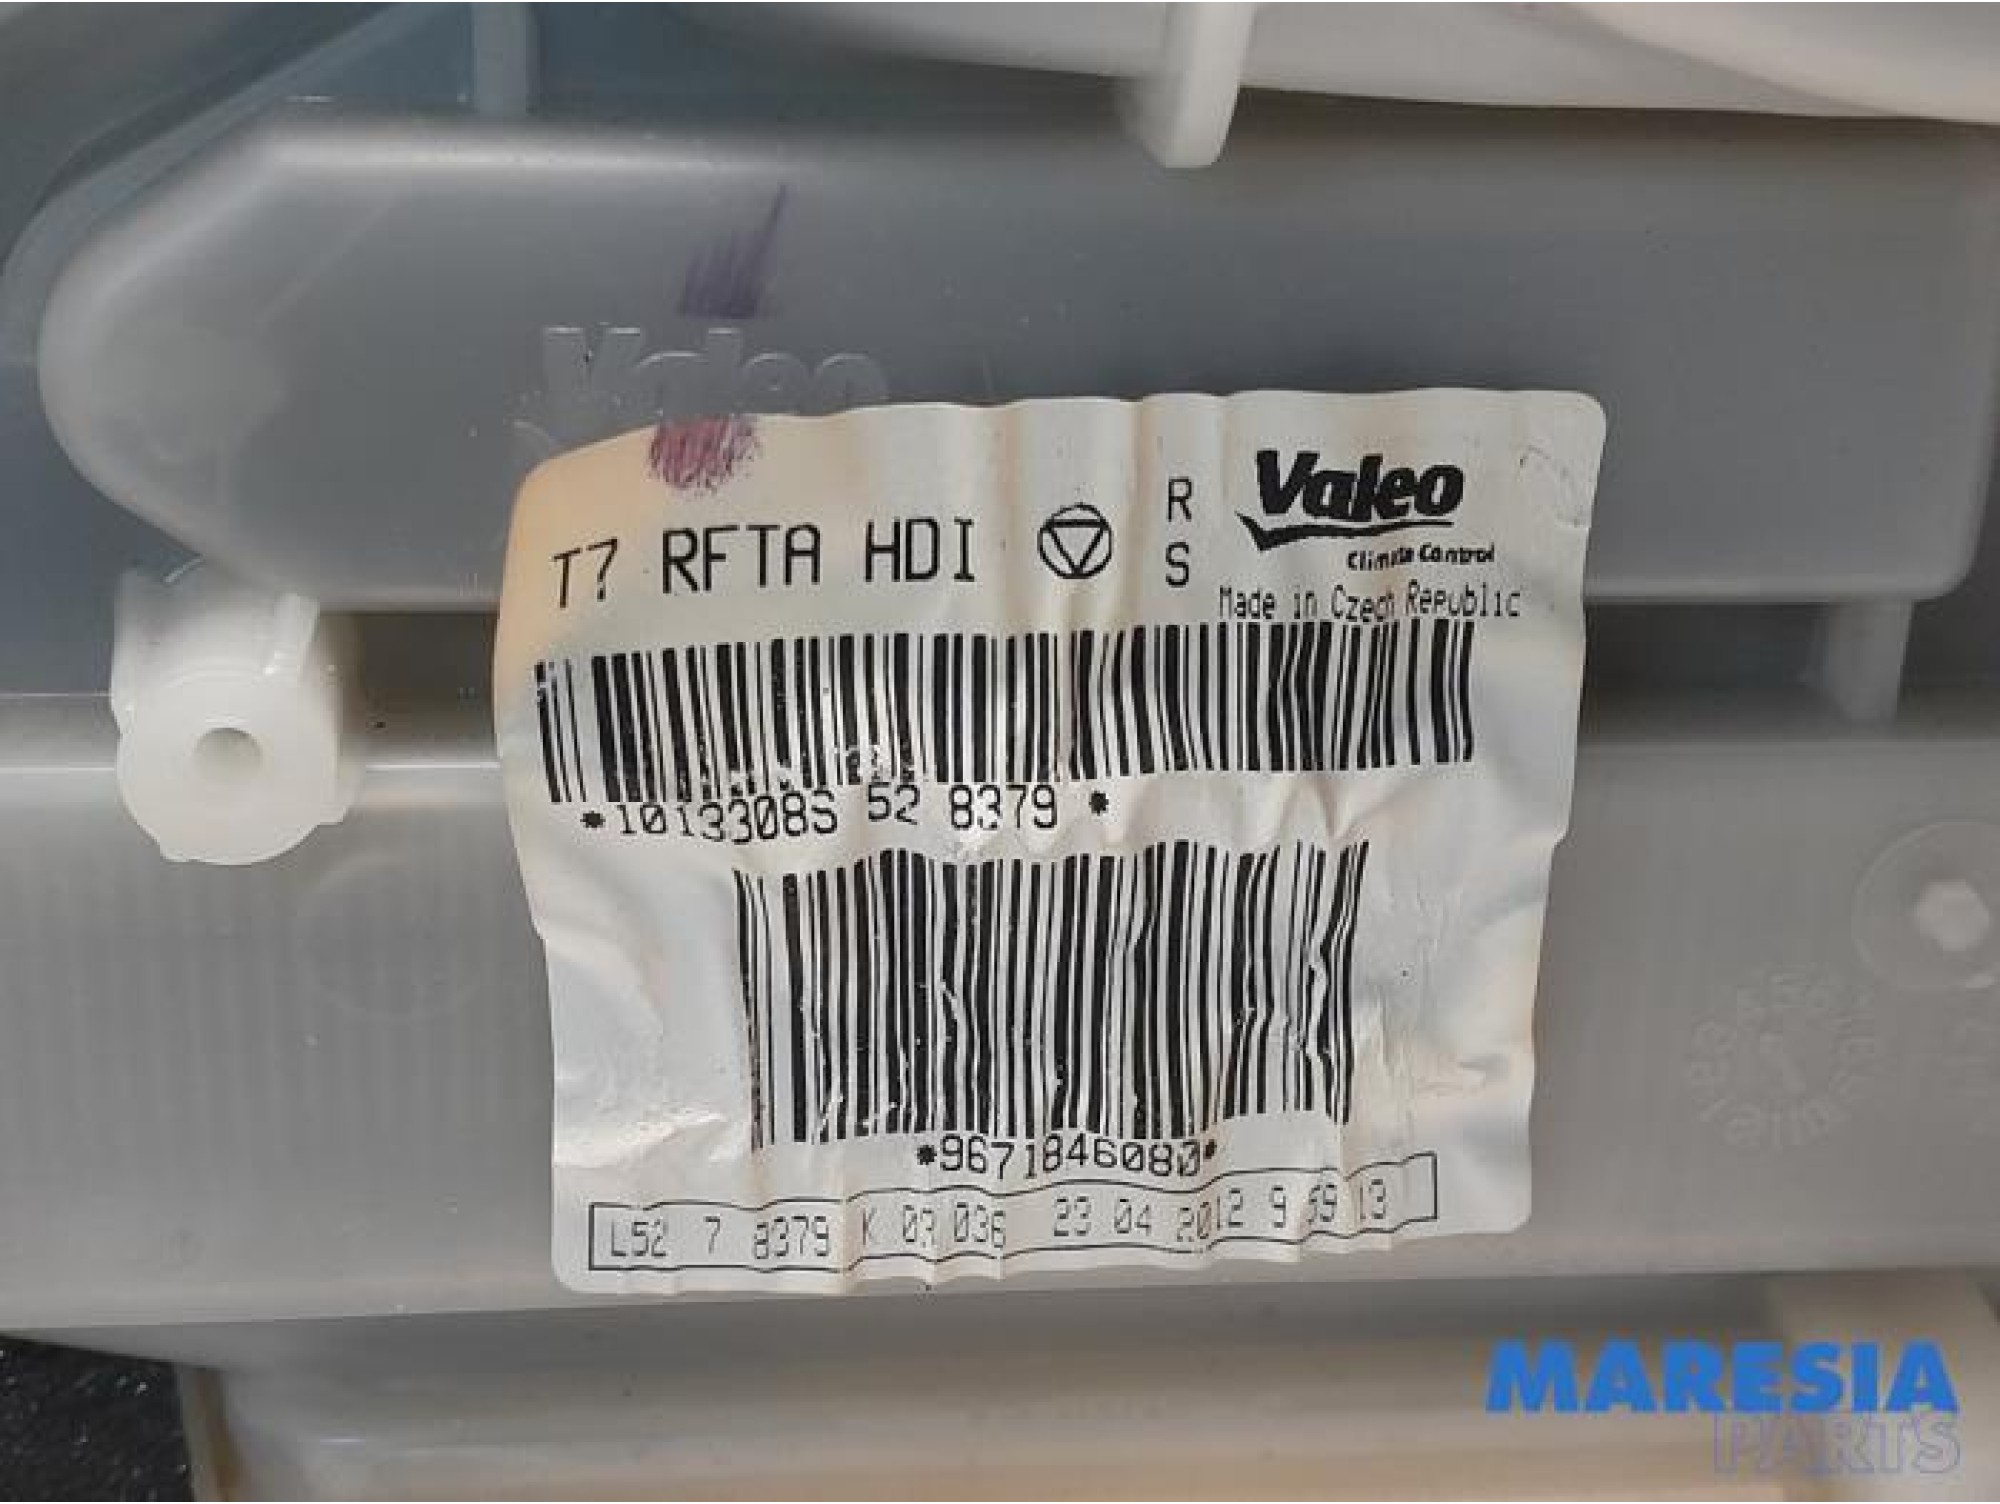 Valeo
T7 RFTA HDI
R
S
Valeo
Climate Control
Made in Czech Republic
*1013308S 52 8379 *
*9671846080*
L52 7 8379 K 03 036 23 04 2012 9 59 13
MARESIA
PARTS